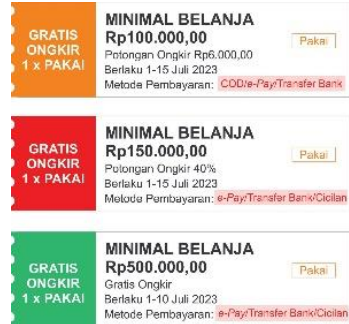 GRATIS
ONGKIR
1 x PAKAI
MINIMAL BELANJA
Rp100.000,00
Potongan Ongkir Rp6.000,00
Berlaku 1-15 Juli 2023
Metode Pembayaran: COD/e-Pay/Transfer Bank
Pakai
GRATIS
ONGKIR
1 x PAKAI
MINIMAL BELANJA
Rp150.000,00
Potongan Ongkir 40%
Berlaku 1-15 Juli 2023
Metode Pembayaran: e-Pay/Transfer Bank/Cicilan
Pakai
GRATIS
ONGKIR
1 x PAKAI
MINIMAL BELANJA
Rp500.000,00
Gratis Ongkir
Berlaku 1-10 Juli 2023
Metode Pembayaran: e-Pay/Transfer Bank/Cicilan
Pakai